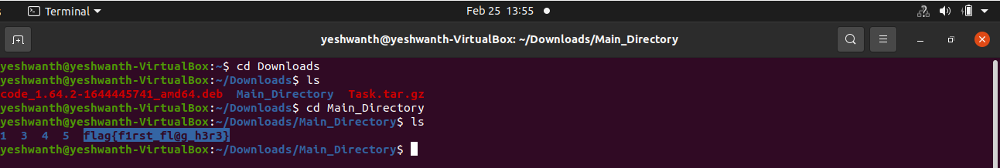 Terminal Feb 25 13:55
yeshwanth@yeshwanth-VirtualBox: ~/Downloads/Main_Directory
yeshwanth@yeshwanth-VirtualBox:~$ cd Downloads
yeshwanth@yeshwanth-VirtualBox:~/Downloads$ ls
code_1.64.2-1644445741_amd64.deb Main_Directory Task.tar.gz
yeshwanth@yeshwanth-VirtualBox:~/Downloads$ cd Main_Directory
yeshwanth@yeshwanth-VirtualBox:~/Downloads/Main_Directory$ ls
1 3 4 5 flag{f1rst_fl@g_h3r3}
yeshwanth@yeshwanth-VirtualBox:~/Downloads/Main_Directory$